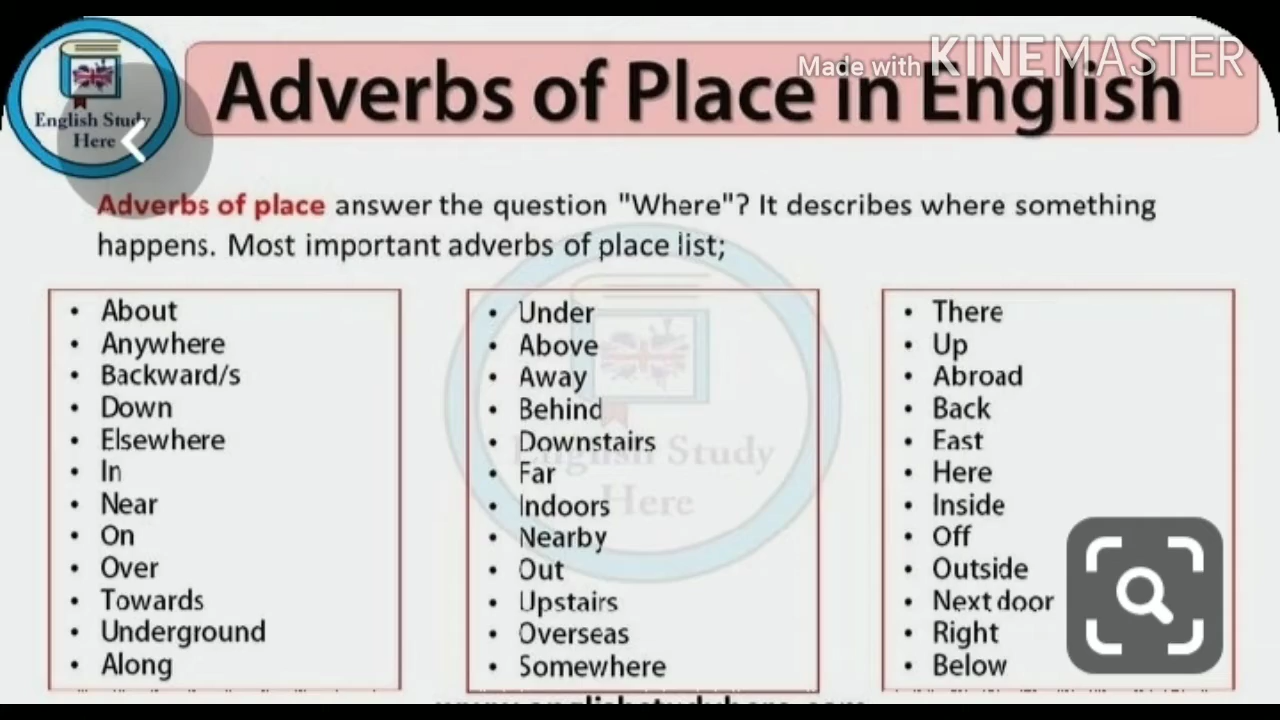 Made with KINEMASTER
Adverbs of Place in English
English Study
Here
Adverbs of place answer the question "Where"? It describes where something
happens. Most important adverbs of place list;
• About
• Anywhere
• Backward/s
• Down
• Elsewhere
• In
• Near
• On
• Over
• Towards
• Underground
• Along
• Under
• Above
• Away
• Behind
• Downstairs
• Far
• Indoors
• Nearby
• Out
• Upstairs
• Overseas
• Somewhere
• There
• Up
• Abroad
• Back
• East
• Here
• Inside
• Off
• Outside
• Next door
• Right
• Below
English Study
Here